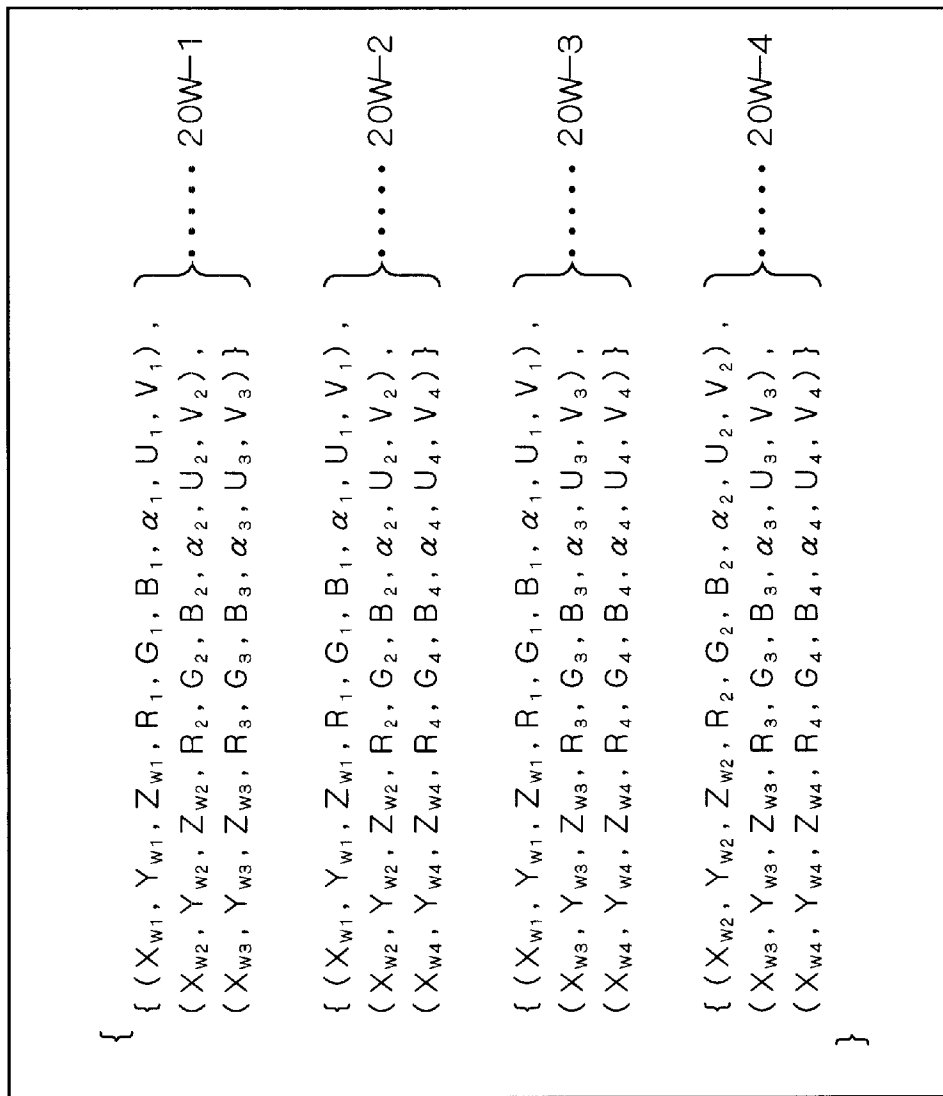 {
{ (X_W1, Y_W1, Z_W1, R_1, G_1, B_1, α_1, U_1, V_1),
(X_W2, Y_W2, Z_W2, R_2, G_2, B_2, α_2, U_2, V_2),
(X_W3, Y_W3, Z_W3, R_3, G_3, B_3, α_3, U_3, V_3) } } ······ 20W-1
{ (X_W1, Y_W1, Z_W1, R_1, G_1, B_1, α_1, U_1, V_1),
(X_W2, Y_W2, Z_W2, R_2, G_2, B_2, α_2, U_2, V_2),
(X_W4, Y_W4, Z_W4, R_4, G_4, B_4, α_4, U_4, V_4) } } ······ 20W-2
{ (X_W1, Y_W1, Z_W1, R_1, G_1, B_1, α_1, U_1, V_1),
(X_W3, Y_W3, Z_W3, R_3, G_3, B_3, α_3, U_3, V_3),
(X_W4, Y_W4, Z_W4, R_4, G_4, B_4, α_4, U_4, V_4) } } ······ 20W-3
{ (X_W2, Y_W2, Z_W2, R_2, G_2, B_2, α_2, U_2, V_2),
(X_W3, Y_W3, Z_W3, R_3, G_3, B_3, α_3, U_3, V_3),
(X_W4, Y_W4, Z_W4, R_4, G_4, B_4, α_4, U_4, V_4) } } ······ 20W-4
}